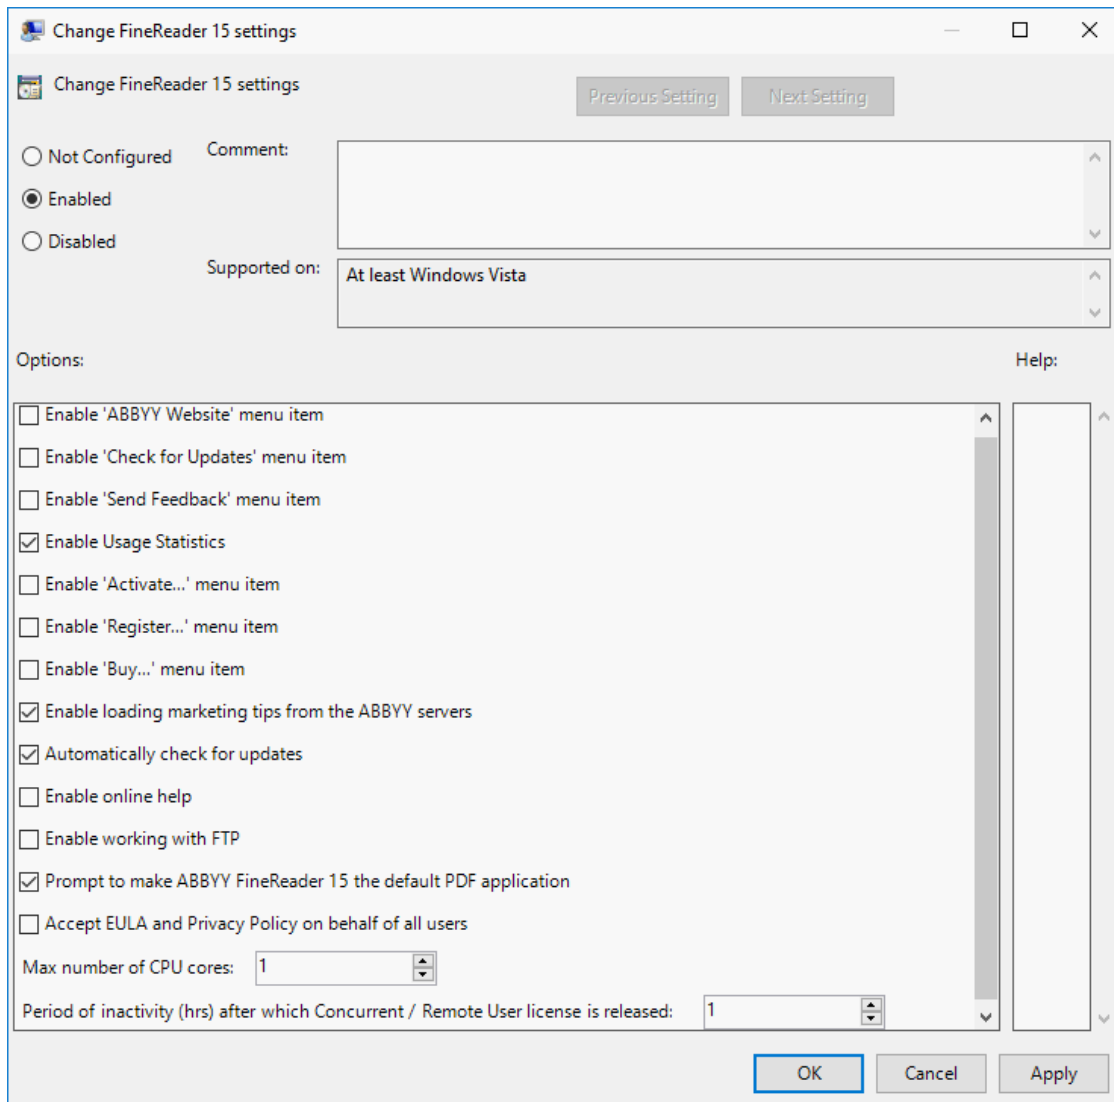 Change FineReader 15 settings
Change FineReader 15 settings
Previous Setting
Next Setting
Not Configured
Comment:
Enabled
Disabled
Supported on:
At least Windows Vista
Options:
Help:
Enable 'ABBYY Website' menu item
Enable 'Check for Updates' menu item
Enable 'Send Feedback' menu item
Enable Usage Statistics
Enable 'Activate...' menu item
Enable 'Register...' menu item
Enable 'Buy...' menu item
Enable loading marketing tips from the ABBYY servers
Automatically check for updates
Enable online help
Enable working with FTP
Prompt to make ABBYY FineReader 15 the default PDF application
Accept EULA and Privacy Policy on behalf of all users
Max number of CPU cores: 1
Period of inactivity (hrs) after which Concurrent / Remote User license is released: 1
OK
Cancel
Apply